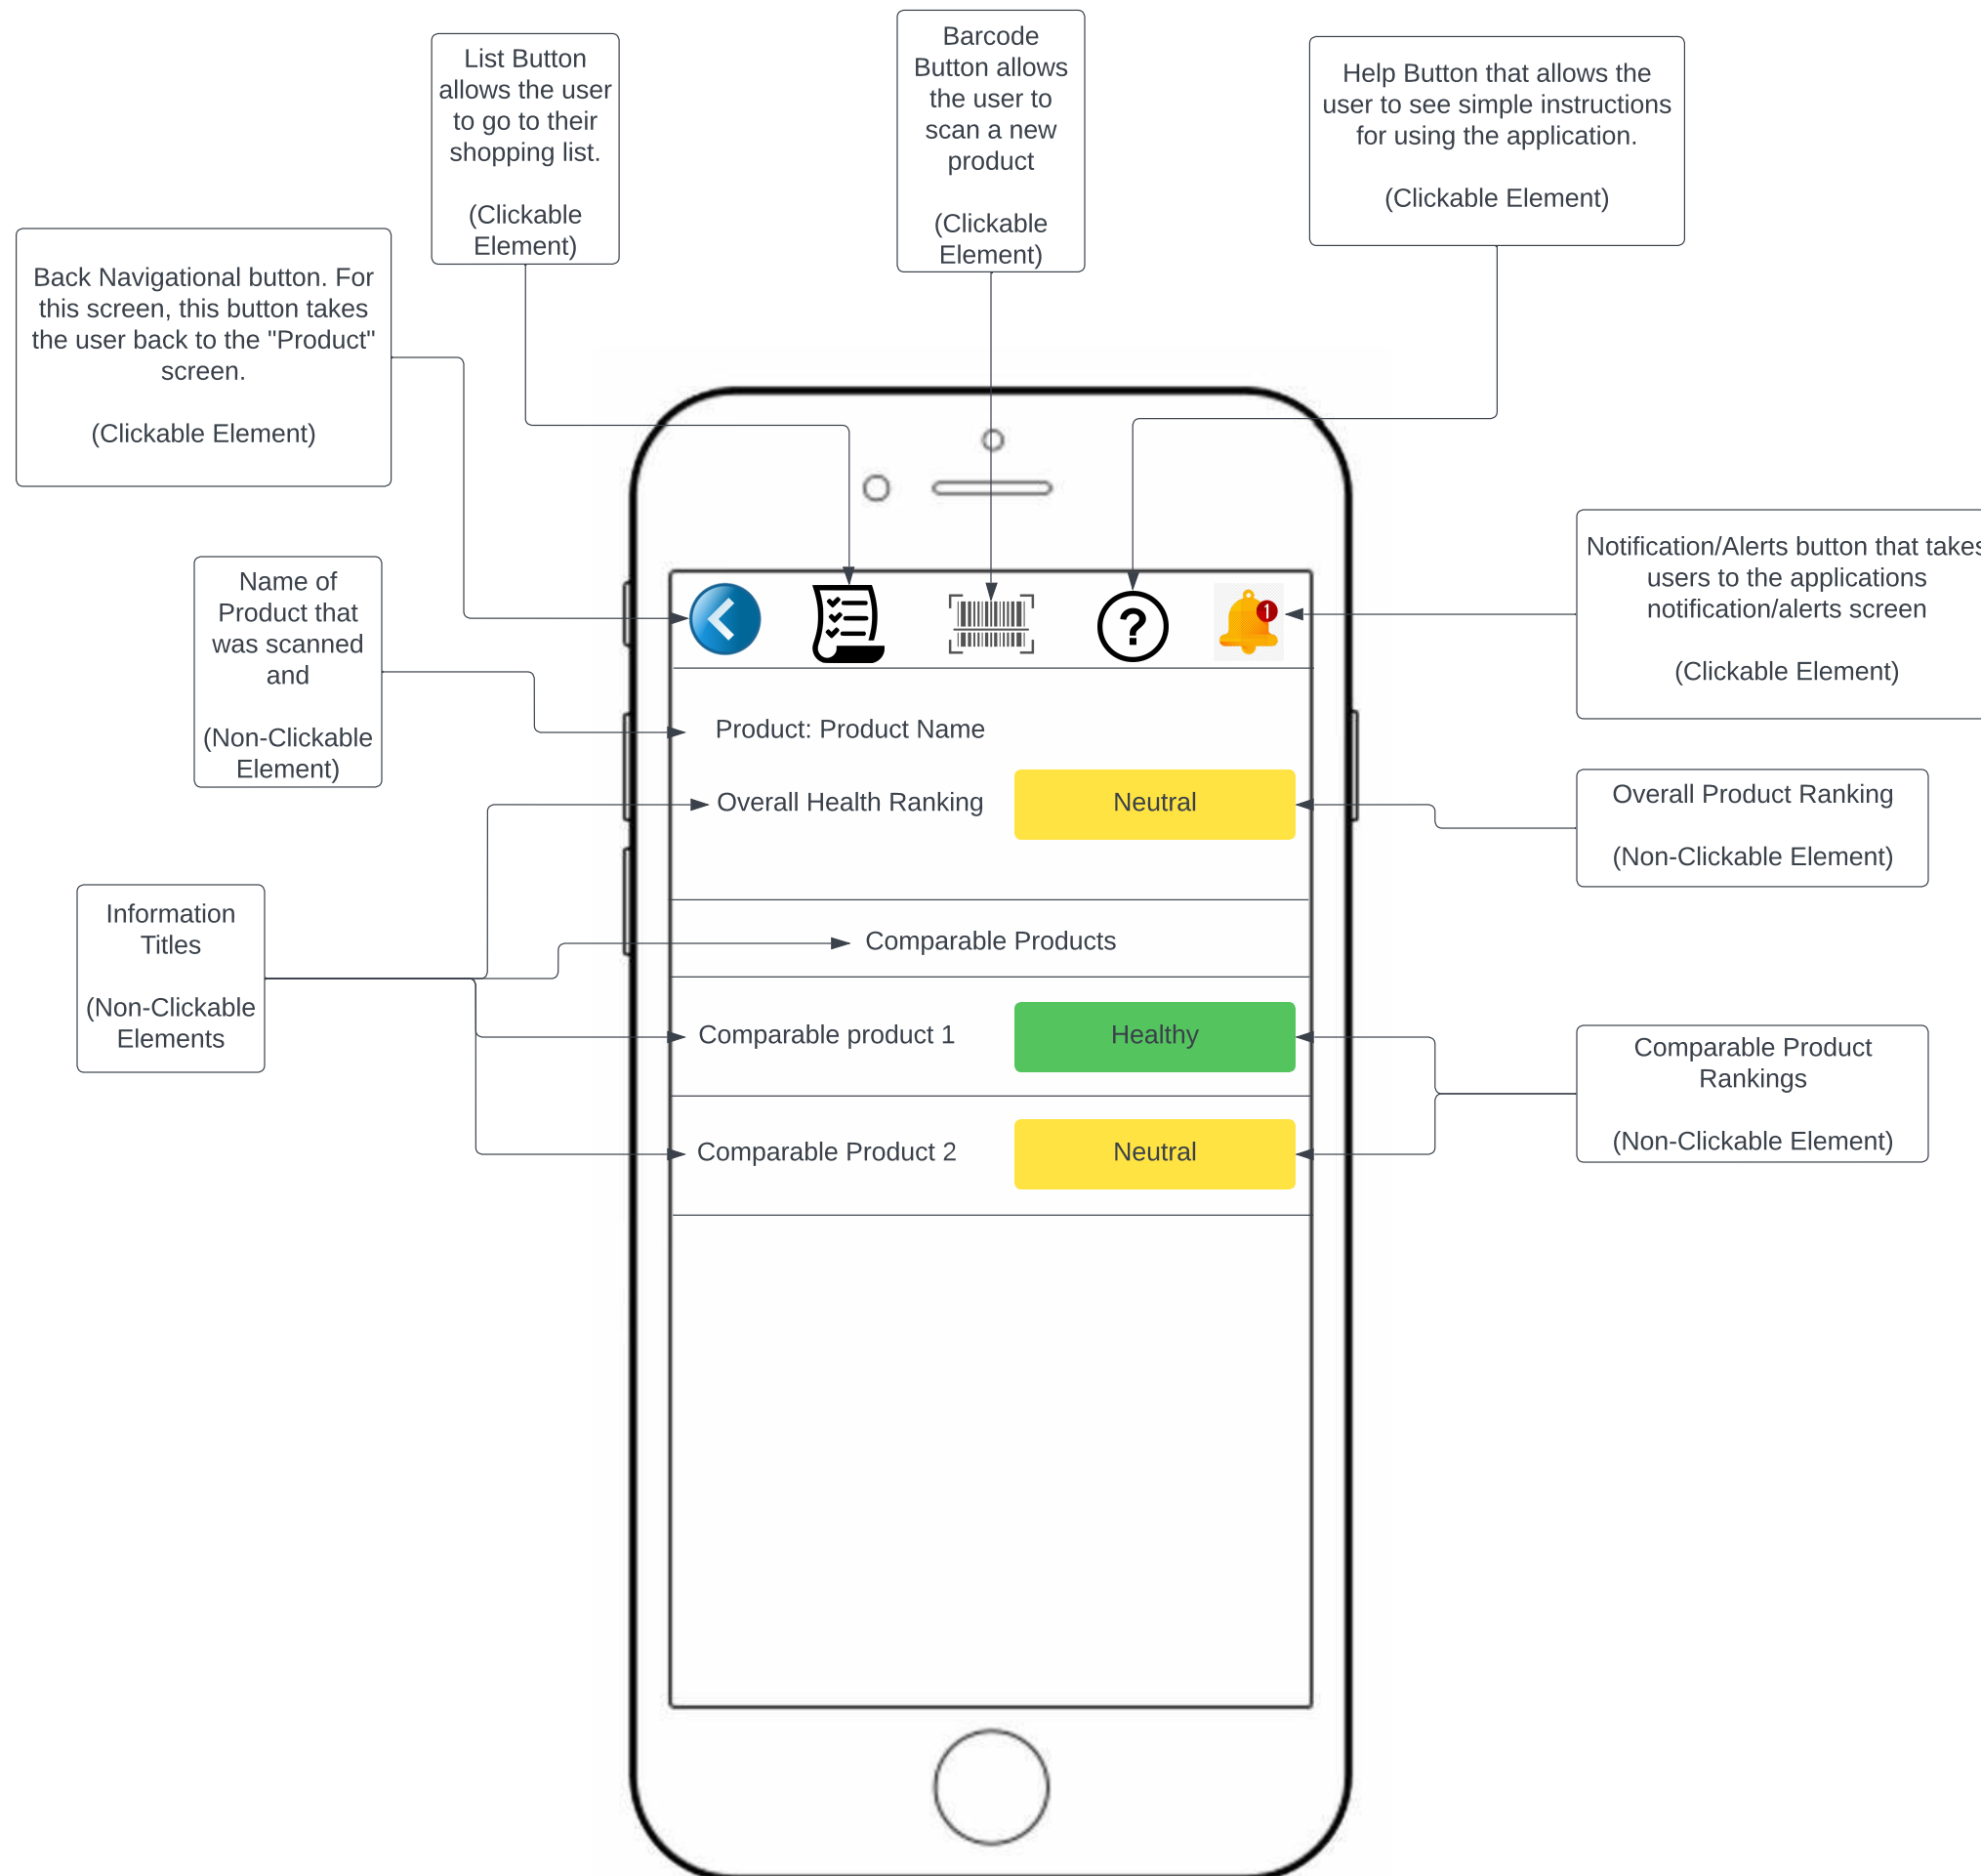 List Button
allows the user
to go to their
shopping list.
(Clickable
Element)
Barcode
Button allows
the user to
scan a new
product
(Clickable
Element)
Help Button that allows the
user to see simple instructions
for using the application.
(Clickable Element)
Back Navigational button. For
this screen, this button takes
the user back to the "Product"
screen.
(Clickable Element)
Name of
Product that
was scanned
and
(Non-Clickable
Element)
Notification/Alerts button that takes
users to the applications
notification/alerts screen
(Clickable Element)
?
1
Product: Product Name
Overall Health Ranking
Neutral
Overall Product Ranking
(Non-Clickable Element)
Information
Titles
(Non-Clickable
Elements
Comparable Products
Comparable product 1
Healthy
Comparable Product 2
Neutral
Comparable Product
Rankings
(Non-Clickable Element)